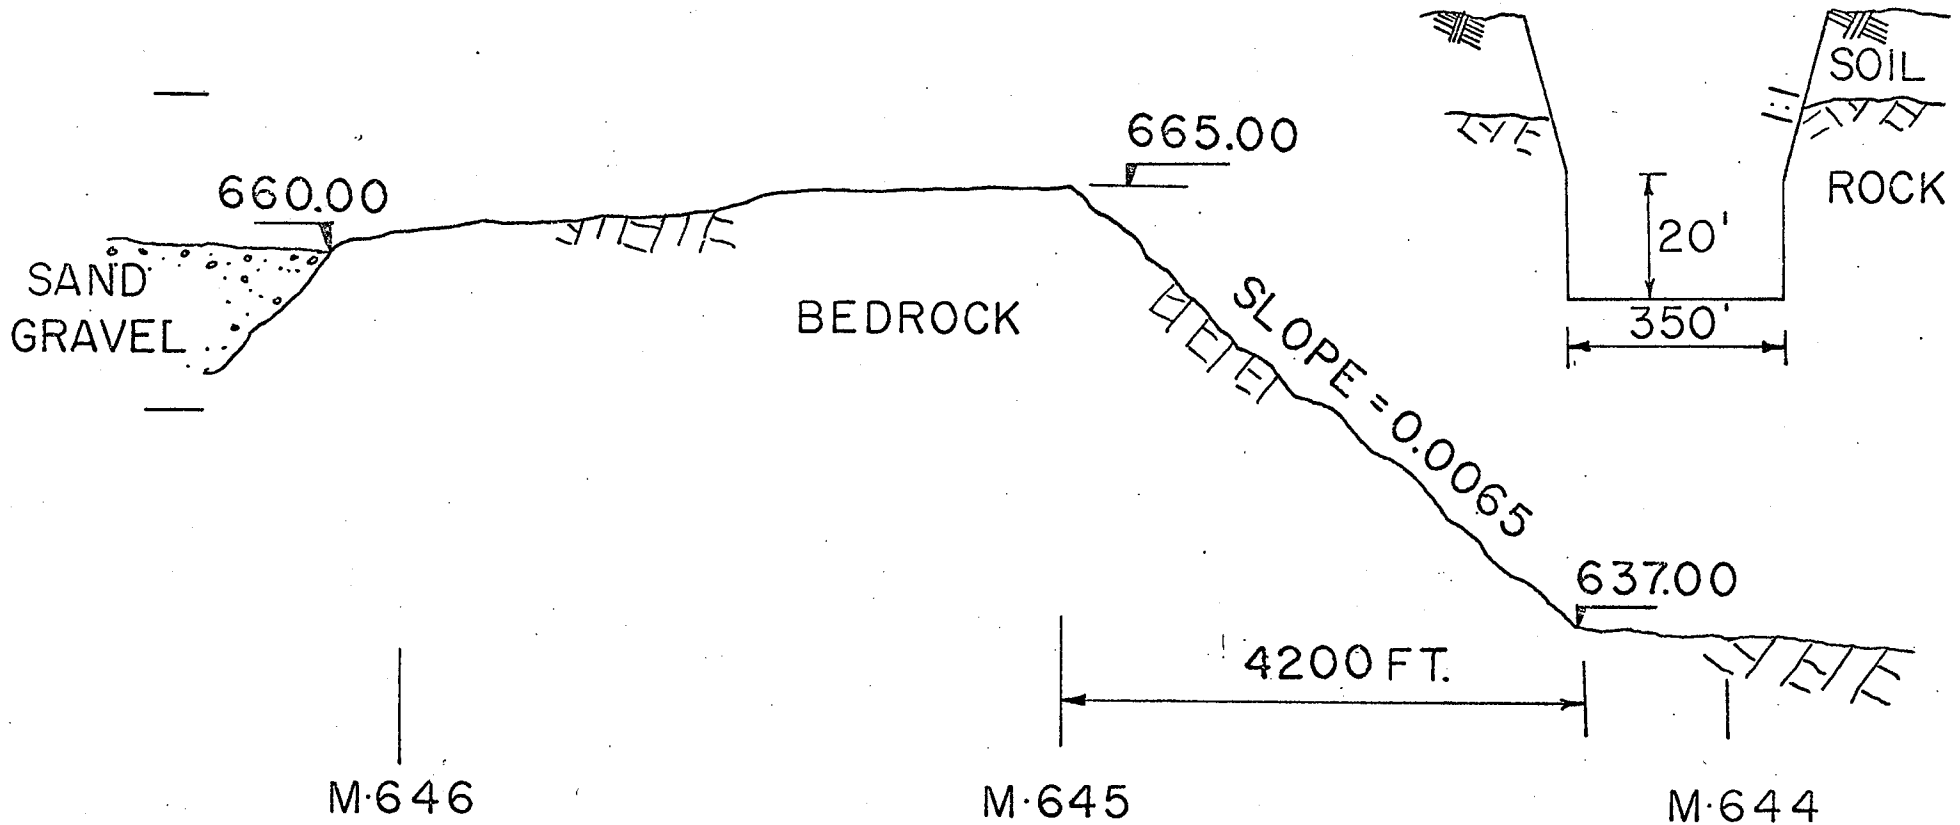 660.00
SAND
GRAVEL
BEDROCK
665.00
SLOPE = 0.0065
637.00
4200 FT.
M·646
M·645
M·644
SOIL
1:1
ROCK
20'
350'